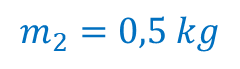 m₂ = 0,5 kg